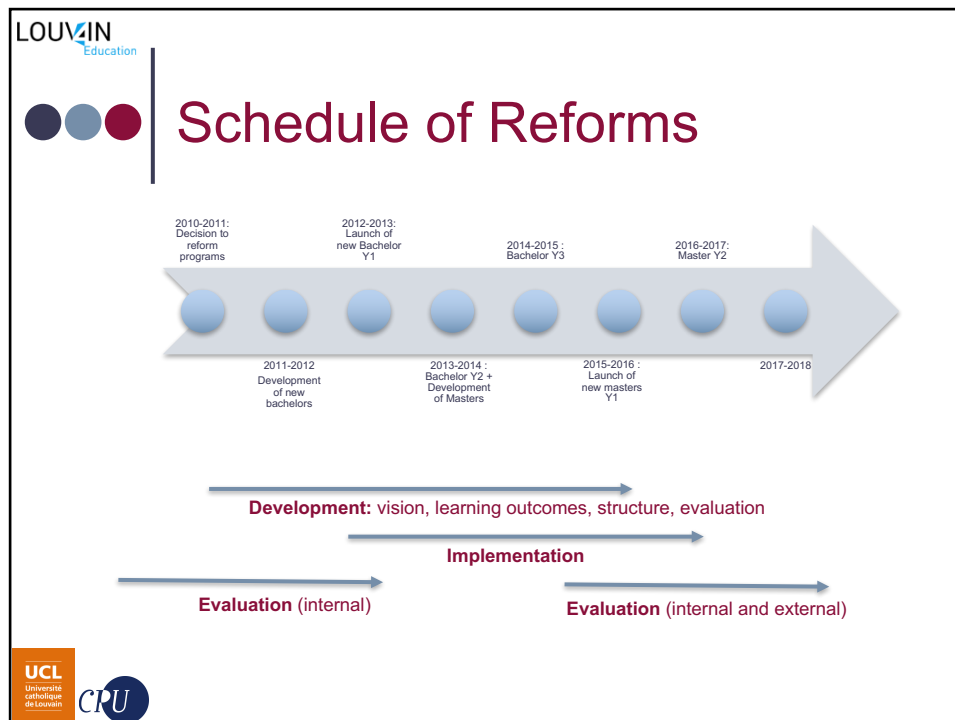 LOUVAIN
Education
Schedule of Reforms
2010-2011:
Decision to
reform
programs
2012-2013:
Launch of
new Bachelor
Y1
2014-2015 :
Bachelor Y3
2016-2017:
Master Y2
2011-2012
Development
of new
bachelors
2013-2014 :
Bachelor Y2 +
Development
of Masters
2015-2016 :
Launch of
new masters
Y1
2017-2018
Development: vision, learning outcomes, structure, evaluation
Implementation
Evaluation (internal)
Evaluation (internal and external)
UCL
Université
catholique
de Louvain
CPU